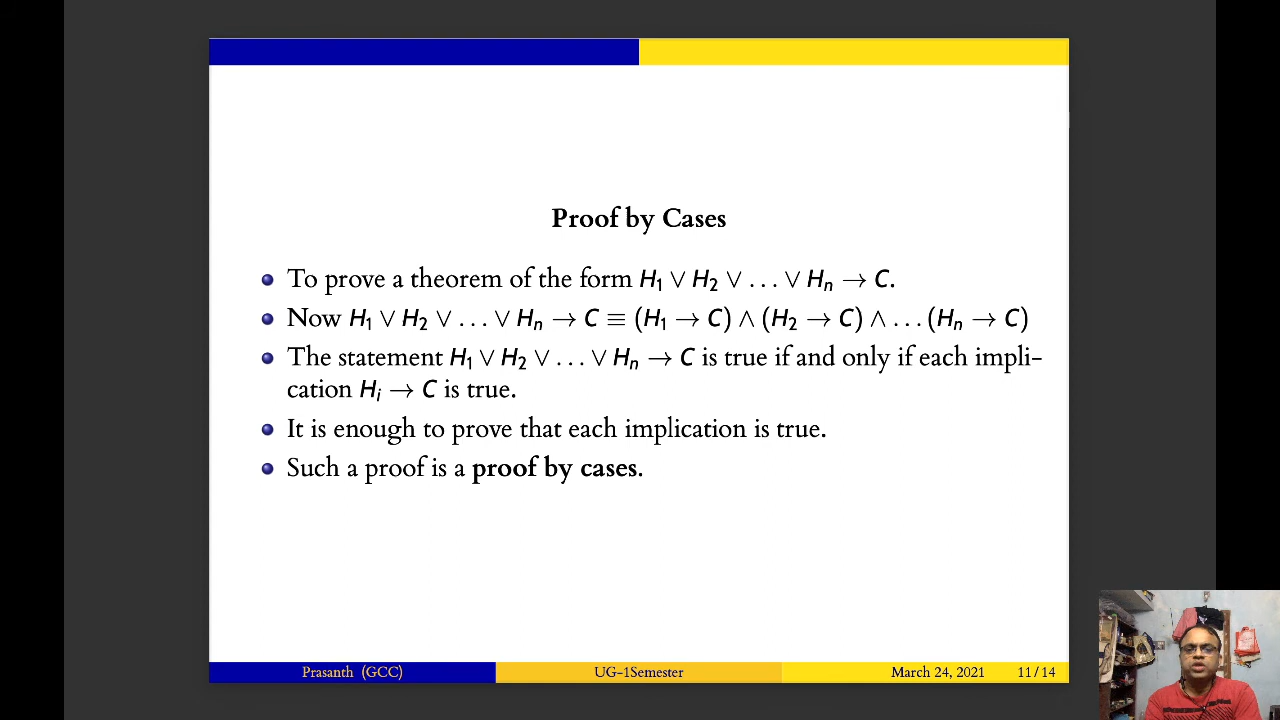 Proof by Cases
To prove a theorem of the form H₁ ∨ H₂ ∨ … ∨ Hₙ → C.
Now H₁ ∨ H₂ ∨ … ∨ Hₙ → C ≡ (H₁ → C) ∧ (H₂ → C) ∧ … (Hₙ → C)
The statement H₁ ∨ H₂ ∨ … ∨ Hₙ → C is true if and only if each impli-
cation Hᵢ → C is true.
It is enough to prove that each implication is true.
Such a proof is a proof by cases.
Prasanth (GCC) UG-1Semester March 24, 2021 11 / 14